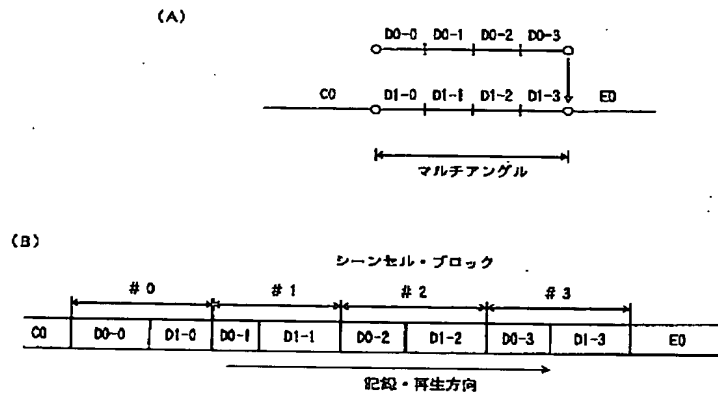 (A)
D0-0 D0-1 D0-2 D0-3
C0 D1-0 D1-1 D1-2 D1-3 E0
マルチアングル
(B)
シーンセル・ブロック
#0 #1 #2 #3
C0 D0-0 D1-0 D0-1 D1-1 D0-2 D1-2 D0-3 D1-3 E0
記録・再生方向